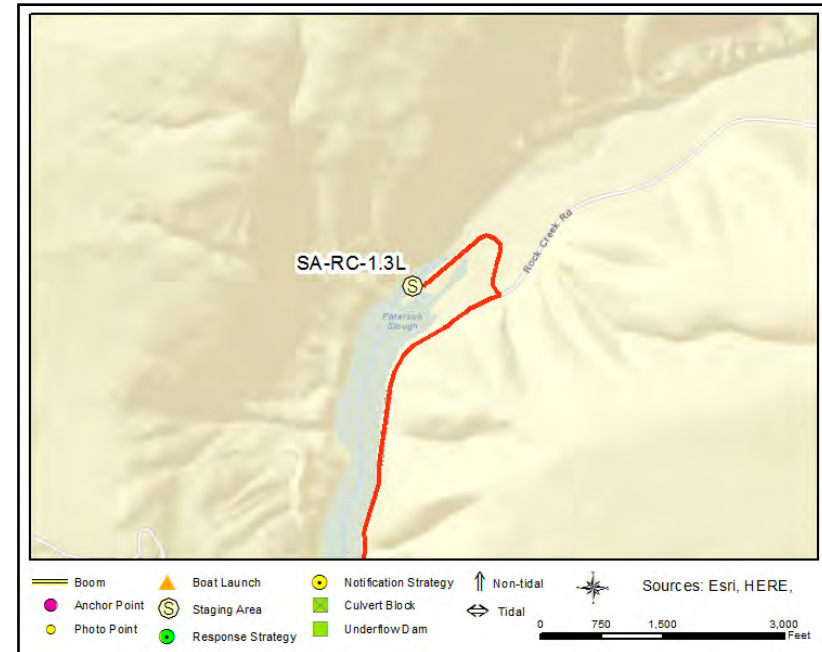 SA-RC-1.3L
S
Rock Creek Rd
Paterson
Slough
Boom
Boat Launch
Notification Strategy
Non-tidal
Sources: Esri, HERE,
Anchor Point
S
Staging Area
Culvert Block
Tidal
Photo Point
Response Strategy
Underflow Dam
0 750 1,500 3,000
Feet